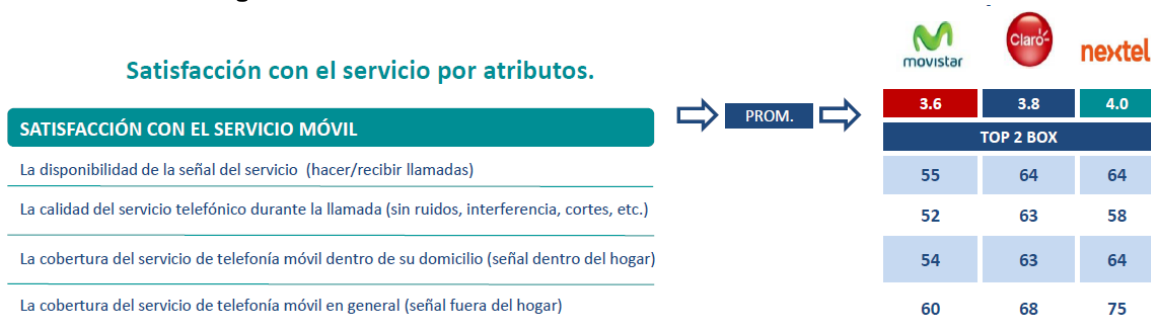 movistar
Claro
nextel
Satisfacción con el servicio por atributos.
PROM.
3.6 3.8 4.0
SATISFACCIÓN CON EL SERVICIO MÓVIL
TOP 2 BOX
La disponibilidad de la señal del servicio (hacer/recibir llamadas) 55 64 64
La calidad del servicio telefónico durante la llamada (sin ruidos, interferencia, cortes, etc.) 52 63 58
La cobertura del servicio de telefonía móvil dentro de su domicilio (señal dentro del hogar) 54 63 64
La cobertura del servicio de telefonía móvil en general (señal fuera del hogar) 60 68 75